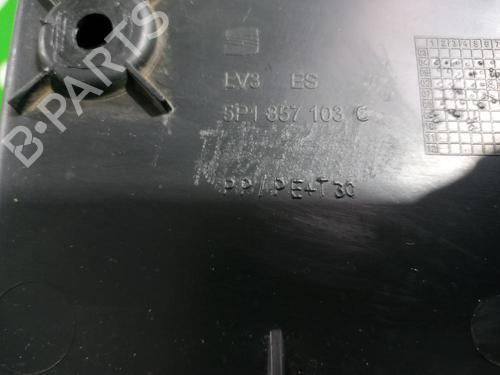 LV3 ES
5P1 857 103 C
PP/PE+T30
B-PARTS